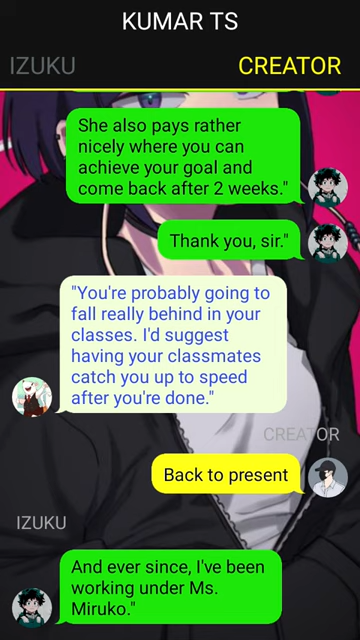 KUMAR TS
IZUKU
CREATOR
She also pays rather
nicely where you can
achieve your goal and
come back after 2 weeks."
Thank you, sir."
"You're probably going to
fall really behind in your
classes. I'd suggest
having your classmates
catch you up to speed
after you're done."
CREATOR
Back to present
IZUKU
And ever since, I've been
working under Ms.
Miruko."